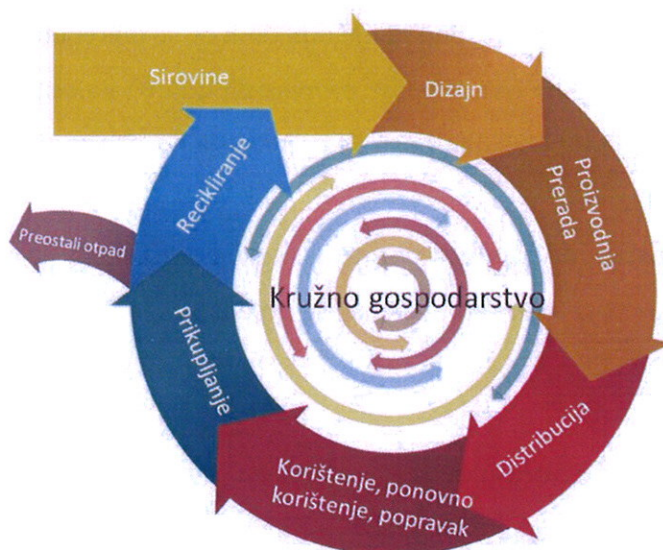 Sirovine
Dizajn
Proizvodnja
Prerada
Distribucija
Korištenje, ponovno
korištenje, popravak
Prikupljanje
Recikliranje
Preostali otpad
Kružno gospodarstvo